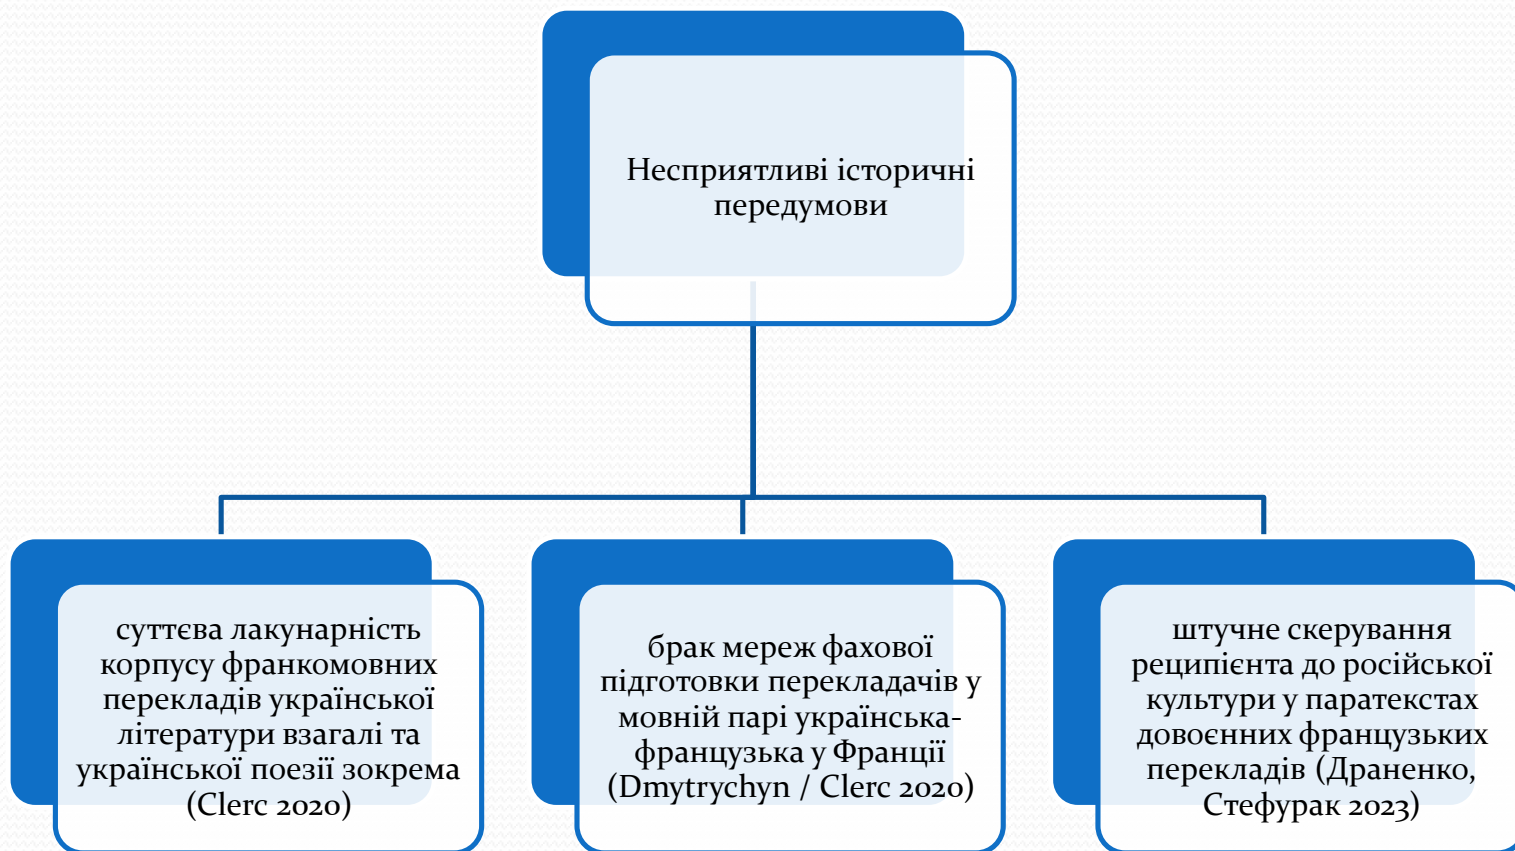 Несприятливі історичні
передумови
суттєва лакунарність
корпусу франкомовних
перекладів української
літератури взагалі та
української поезії зокрема
(Clerc 2020)
брак мереж фахової
підготовки перекладачів у
мовній парі українська-
французька у Франції
(Dmytrychyn / Clerc 2020)
штучне скерування
реципієнта до російської
культури у паратекстах
довоєнних французьких
перекладів (Драненко,
Стефурак 2023)